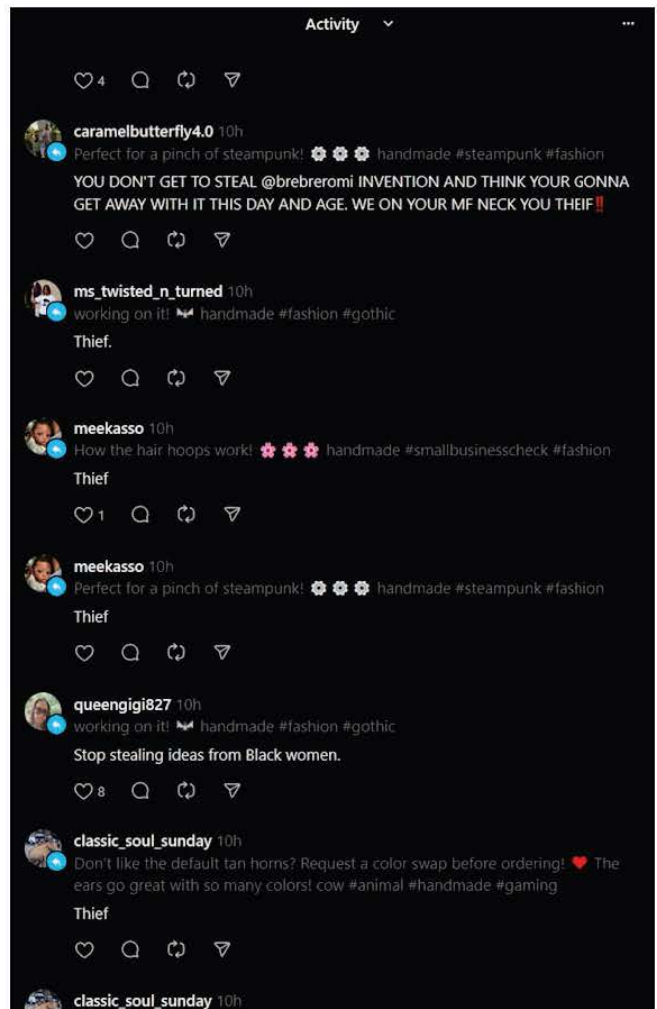 Activity
4
caramelbutterfly4.0 10h
Perfect for a pinch of steampunk! ⚙️ ⚙️ ⚙️ handmade #steampunk #fashion
YOU DON'T GET TO STEAL @brebreromi INVENTION AND THINK YOUR GONNA
GET AWAY WITH IT THIS DAY AND AGE. WE ON YOUR MF NECK YOU THEIF‼️
ms_twisted_n_turned 10h
working on it! 🦇 handmade #fashion #gothic
Thief.
meekasso 10h
How the hair hoops work! 🌸 🌸 🌸 handmade #smallbusinesscheck #fashion
Thief
1
meekasso 10h
Perfect for a pinch of steampunk! ⚙️ ⚙️ ⚙️ handmade #steampunk #fashion
Thief
queengigi827 10h
working on it! 🦇 handmade #fashion #gothic
Stop stealing ideas from Black women.
8
classic_soul_sunday 10h
Don't like the default tan horns? Request a color swap before ordering! ❤️ The
ears go great with so many colors! cow #animal #handmade #gaming
Thief
classic_soul_sunday 10h